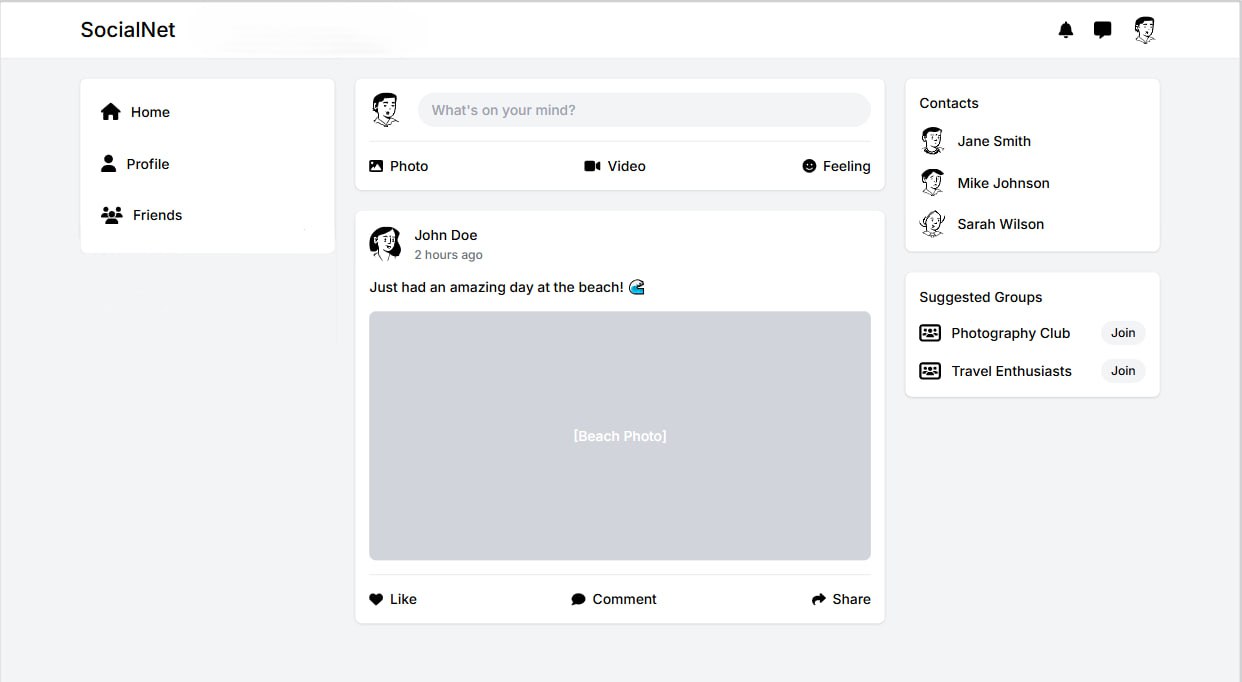 SocialNet
Home
Profile
Friends
What's on your mind?
Photo
Video
Feeling
John Doe
2 hours ago
Just had an amazing day at the beach! 🌊
[Beach Photo]
Like
Comment
Share
Contacts
Jane Smith
Mike Johnson
Sarah Wilson
Suggested Groups
Photography Club Join
Travel Enthusiasts Join